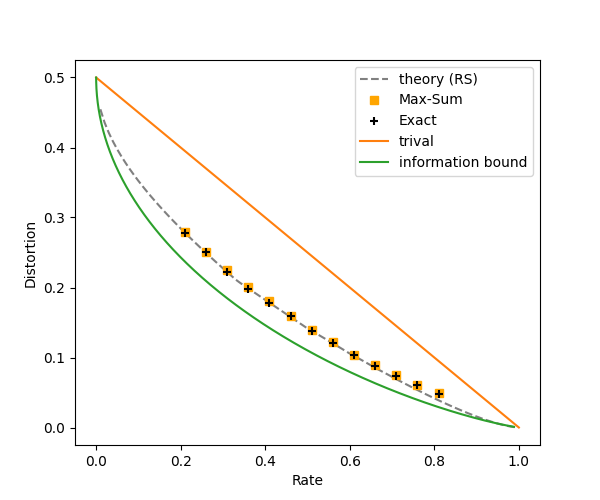 theory (RS)
Max-Sum
Exact
trival
information bound
0.5
0.4
0.3
0.2
0.1
0.0
Distortion
0.0 0.2 0.4 0.6 0.8 1.0
Rate